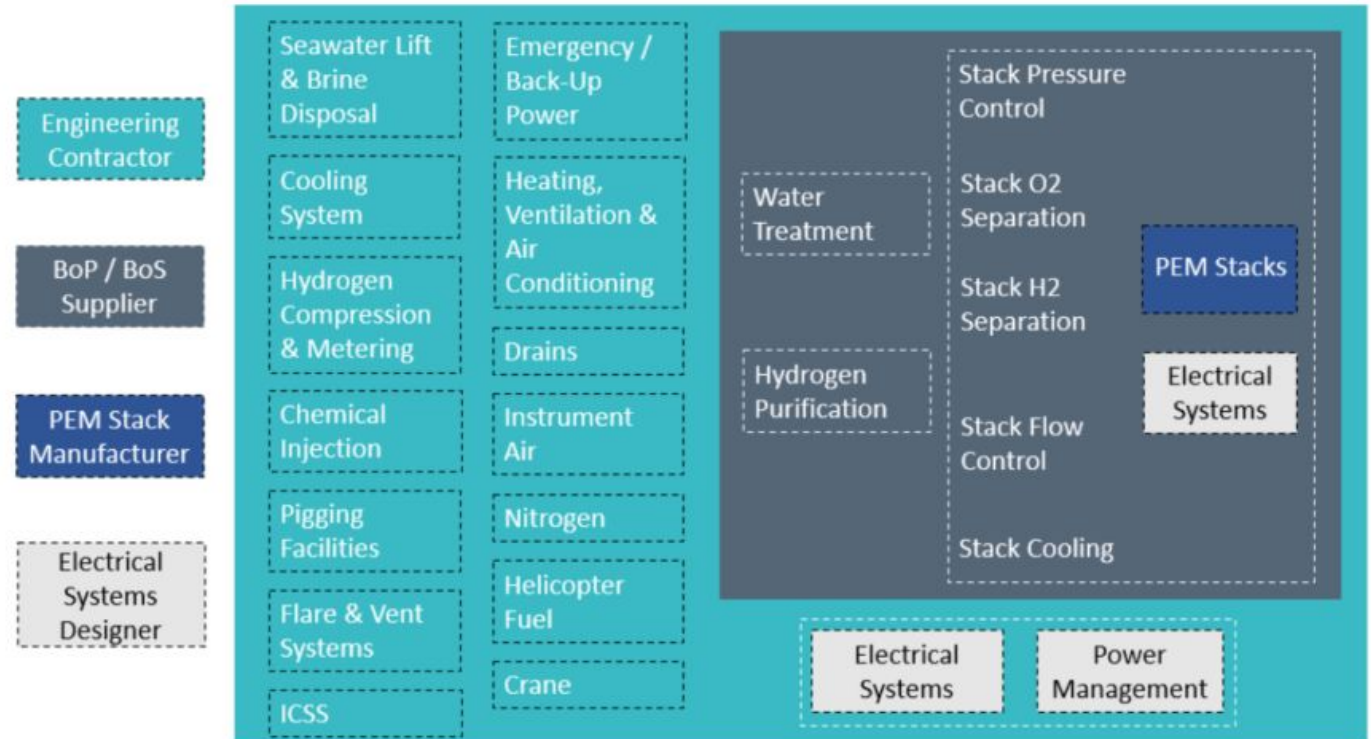 Engineering
Contractor
BoP / BoS
Supplier
PEM Stack
Manufacturer
Electrical
Systems
Designer
Seawater Lift
& Brine
Disposal
Cooling
System
Hydrogen
Compression
& Metering
Chemical
Injection
Pigging
Facilities
Flare & Vent
Systems
ICSS
Emergency /
Back-Up
Power
Heating,
Ventilation &
Air
Conditioning
Drains
Instrument
Air
Nitrogen
Helicopter
Fuel
Crane
Water
Treatment
Hydrogen
Purification
Stack Pressure
Control
Stack O2
Separation
Stack H2
Separation
Stack Flow
Control
Stack Cooling
PEM Stacks
Electrical
Systems
Electrical
Systems
Power
Management